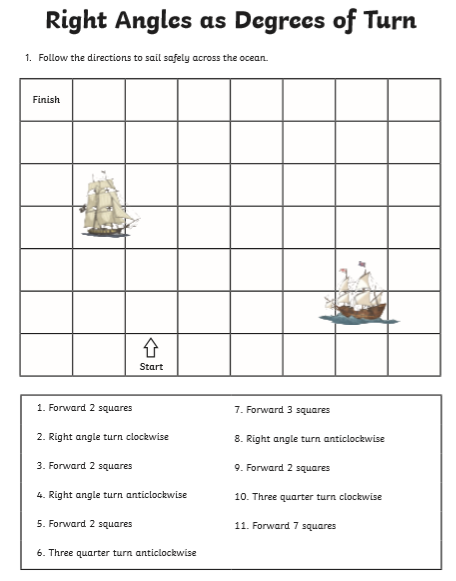 Right Angles as Degrees of Turn
1. Follow the directions to sail safely across the ocean.
Finish
Start
1. Forward 2 squares
2. Right angle turn clockwise
3. Forward 2 squares
4. Right angle turn anticlockwise
5. Forward 2 squares
6. Three quarter turn anticlockwise
7. Forward 3 squares
8. Right angle turn anticlockwise
9. Forward 2 squares
10. Three quarter turn clockwise
11. Forward 7 squares